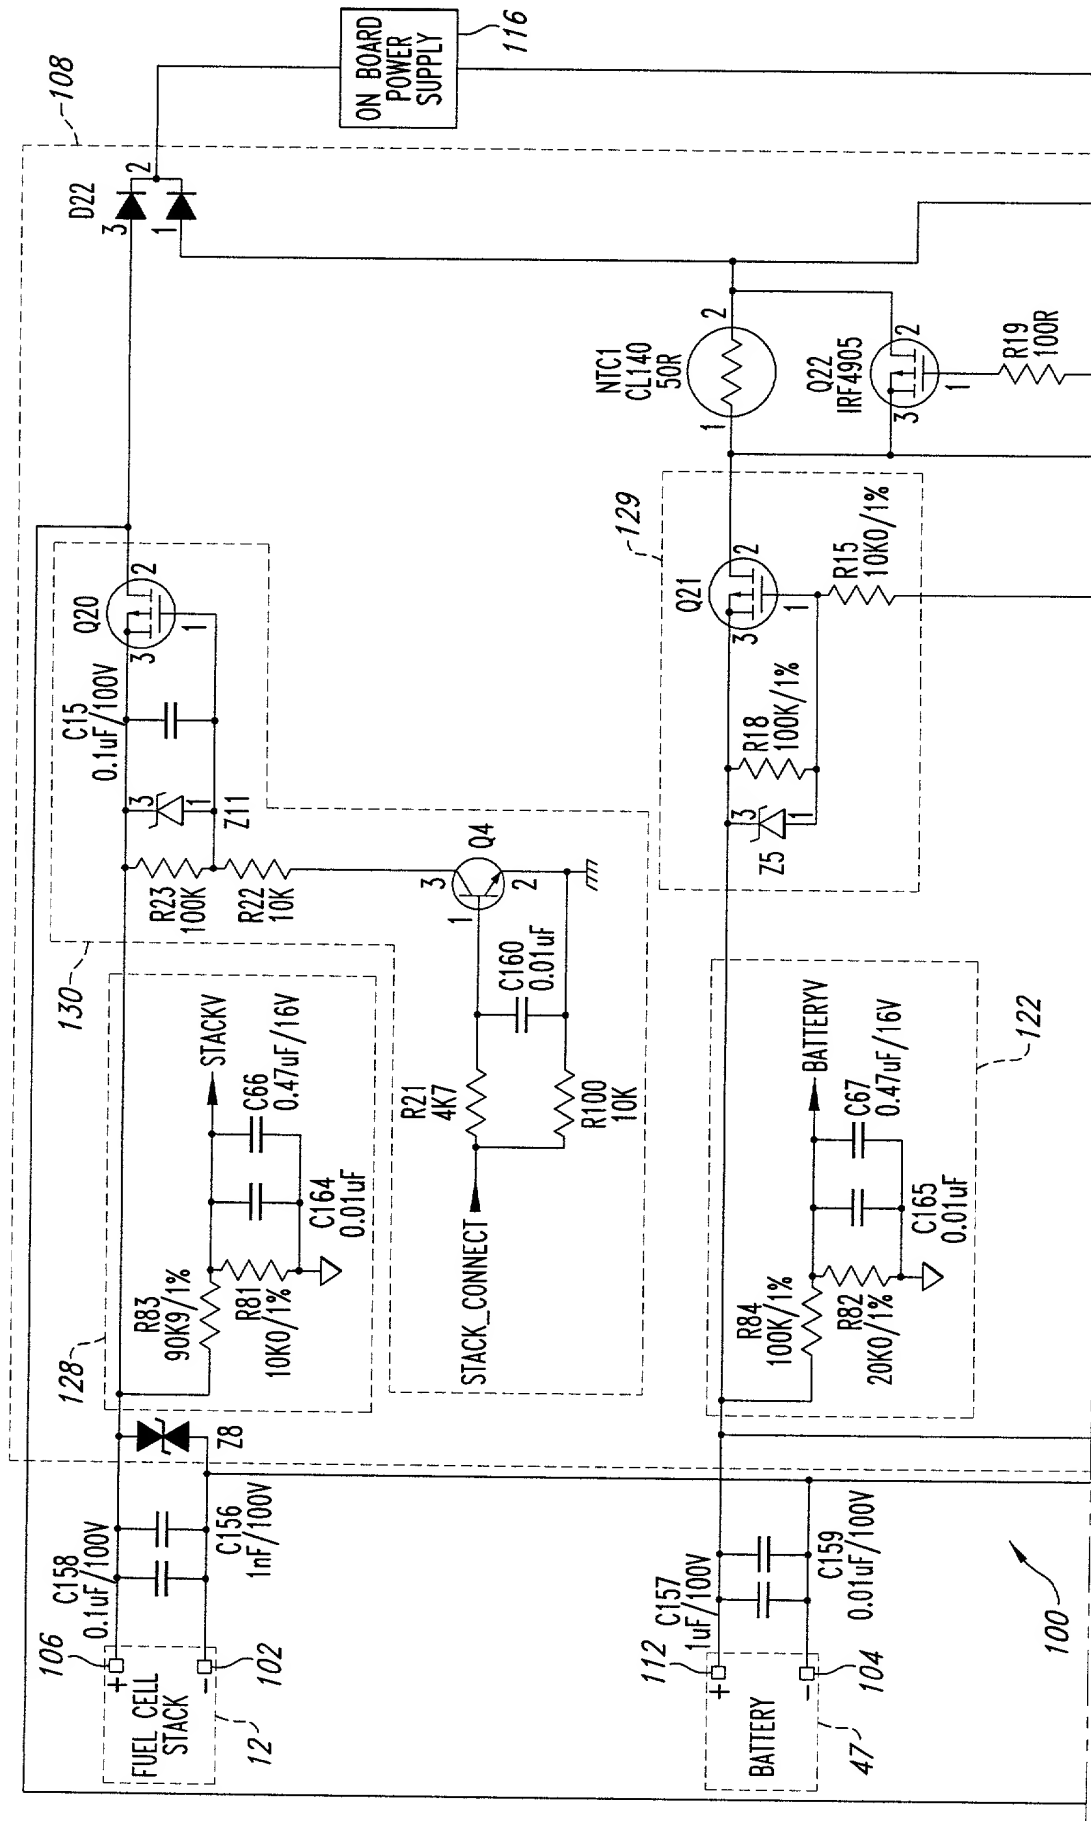 108
116
ON BOARD
POWER
SUPPLY
D22
3
2
1
130
Q20
3
2
1
C15
0.1uF/100V
3
1
Z11
R23
100K
R22
10K
Q4
3
1
2
C160
0.01uF
R21
4K7
R100
10K
STACK_CONNECT
128
STACKV
C66
0.47uF/16V
C164
0.01uF
R83
90K9/1%
R81
10K0/1%
Z8
C158
0.1uF/100V
C156
1nF/100V
106
+
-
102
FUEL CELL
STACK
12
NTC1
CL140
50R
1
2
Q22
IRF4905
3
2
1
R19
100R
129
Q21
3
2
1
R15
10K0/1%
R18
100K/1%
3
1
Z5
122
BATTERYV
C67
0.47uF/16V
C165
0.01uF
R84
100K/1%
R82
20K0/1%
C157
1uF/100V
C159
0.01uF/100V
112
+
-
104
BATTERY
47
100